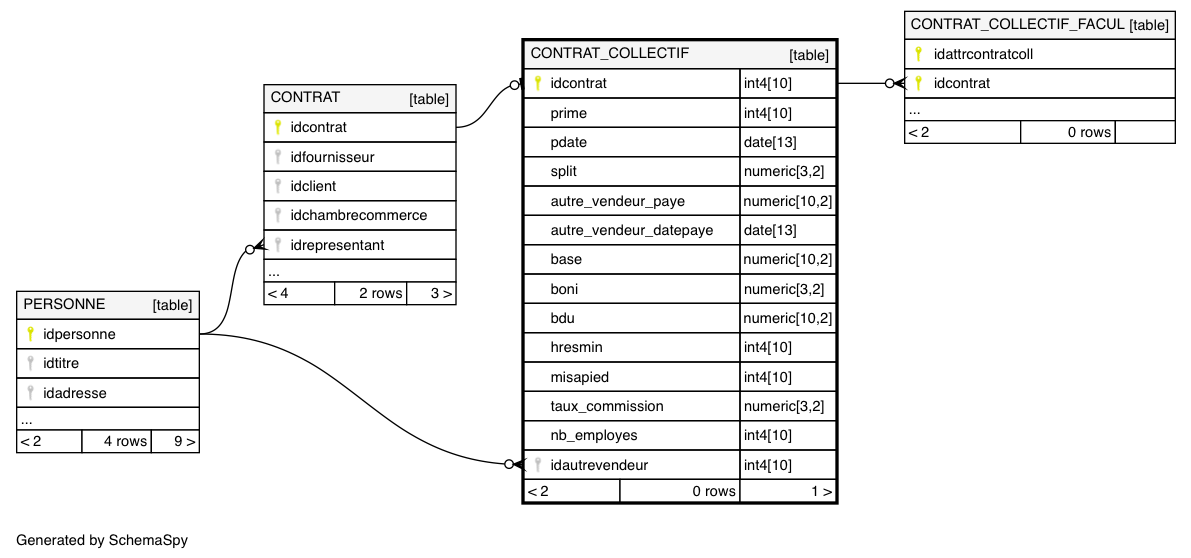 CONTRAT_COLLECTIF_FACUL [table]
idattrcontratcoll
idcontrat
...
< 2 0 rows
CONTRAT_COLLECTIF [table]
idcontrat int4[10]
prime int4[10]
pdate date[13]
split numeric[3,2]
autre_vendeur_paye numeric[10,2]
autre_vendeur_datepaye date[13]
base numeric[10,2]
boni numeric[3,2]
bdu numeric[10,2]
hresmin int4[10]
misapied int4[10]
taux_commission numeric[3,2]
nb_employes int4[10]
idautrevendeur int4[10]
< 2 0 rows 1 >
CONTRAT [table]
idcontrat
idfournisseur
idclient
idchambrecommerce
idrepresentant
...
< 4 2 rows 3 >
PERSONNE [table]
idpersonne
idtitre
idadresse
...
< 2 4 rows 9 >
Generated by SchemaSpy